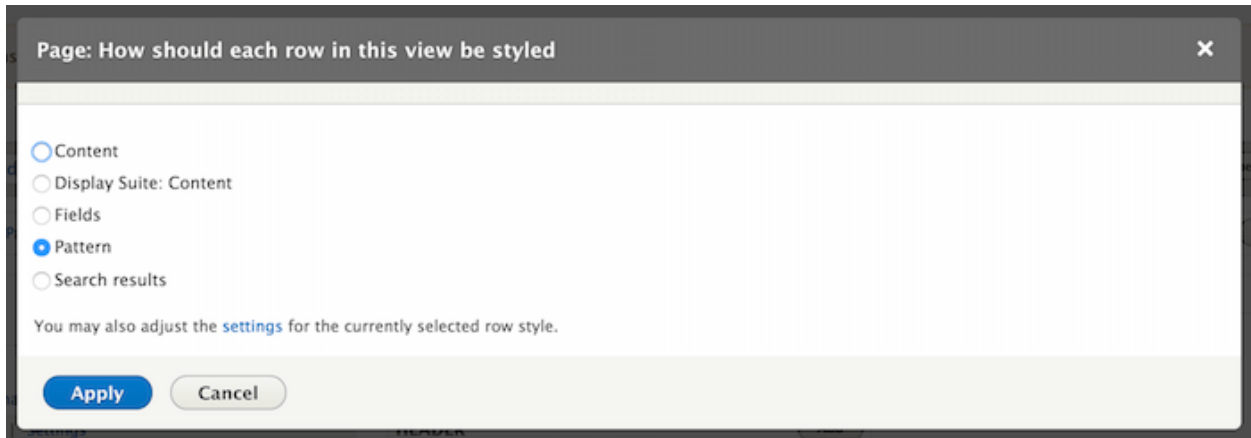 Page: How should each row in this view be styled
Content
Display Suite: Content
Fields
Pattern
Search results
You may also adjust the settings for the currently selected row style.
Apply Cancel